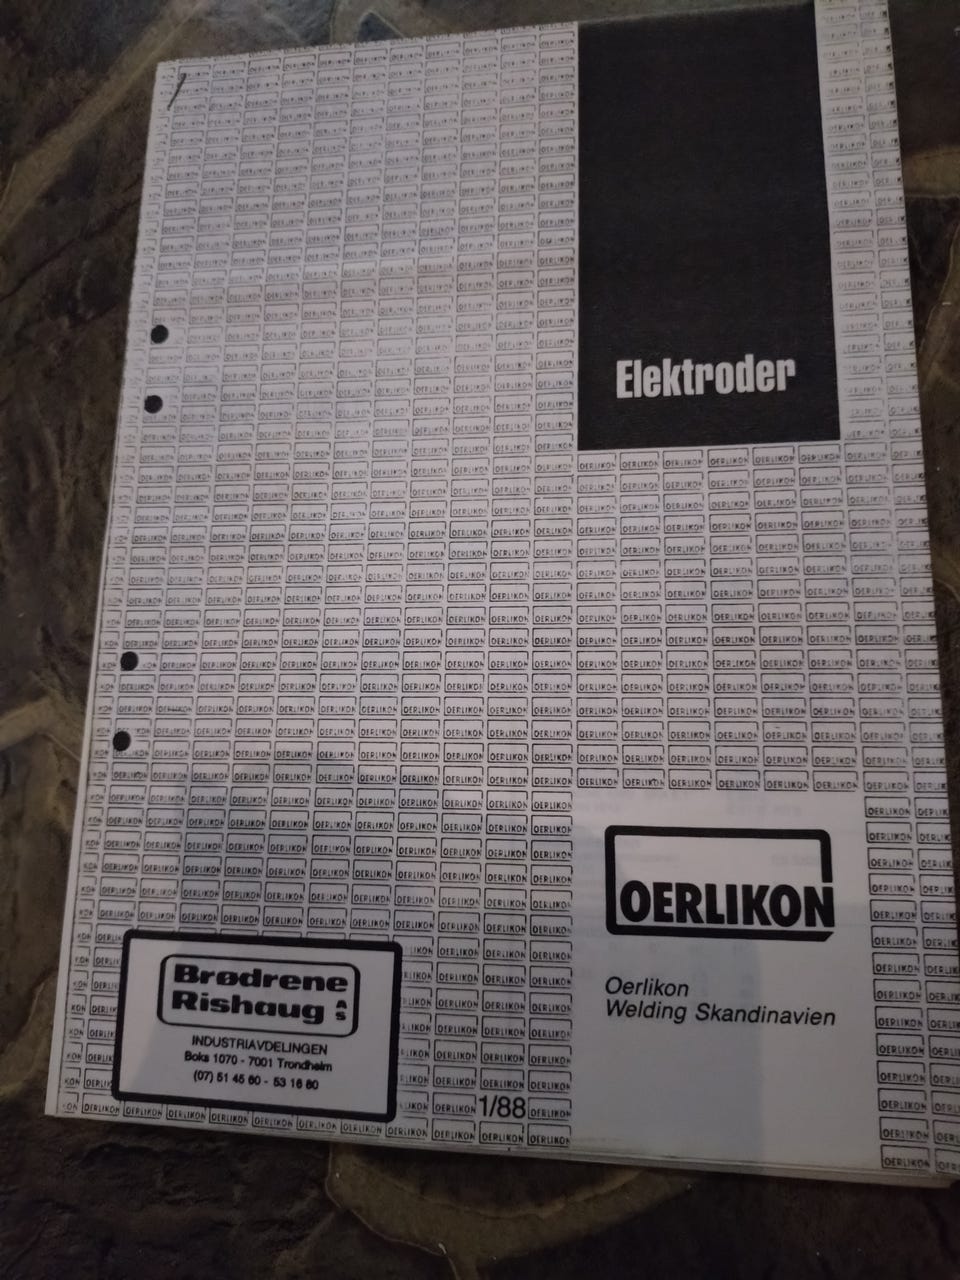 Elektroder
OERLIKON
Oerlikon
Welding Skandinavien
Brødrene
Rishaug AS
INDUSTRIAVDELINGEN
Boks 1070 - 7001 Trondheim
(07) 51 45 60 - 53 16 60
1/88